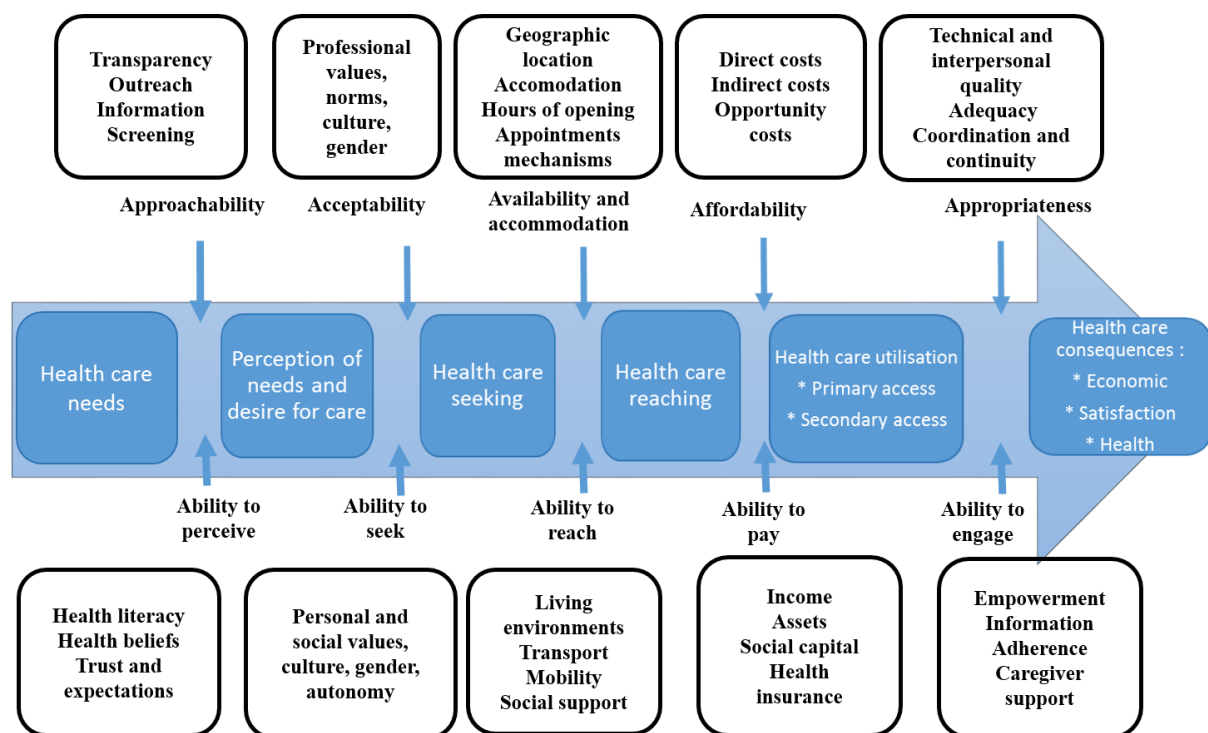 Transparency
Outreach
Information
Screening
Professional
values,
norms,
culture,
gender
Geographic
location
Accomodation
Hours of opening
Appointments
mechanisms
Direct costs
Indirect costs
Opportunity
costs
Technical and
interpersonal
quality
Adequacy
Coordination and
continuity
Approachability
Acceptability
Availability and
accommodation
Affordability
Appropriateness
Health care
needs
Perception of
needs and
desire for care
Health care
seeking
Health care
reaching
Health care utilisation
* Primary access
* Secondary access
Health care
consequences :
* Economic
* Satisfaction
* Health
Ability to
perceive
Ability to
seek
Ability to
reach
Ability to
pay
Ability to
engage
Health literacy
Health beliefs
Trust and
expectations
Personal and
social values,
culture, gender,
autonomy
Living
environments
Transport
Mobility
Social support
Income
Assets
Social capital
Health
insurance
Empowerment
Information
Adherence
Caregiver
support